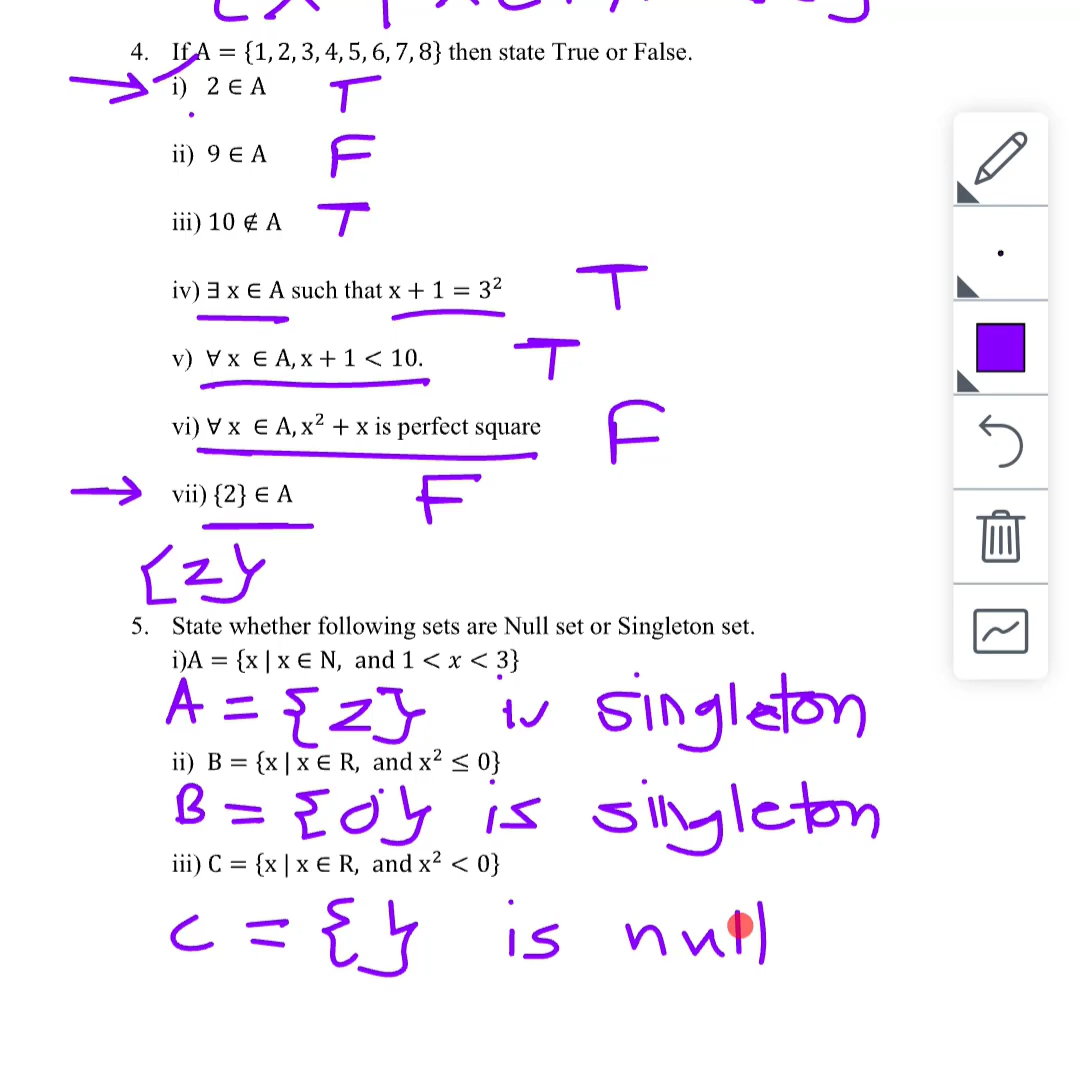 4. If A = {1, 2, 3, 4, 5, 6, 7, 8} then state True or False.
i) 2 ∈ A T
ii) 9 ∈ A F
iii) 10 ∉ A T
iv) ∃ x ∈ A such that x + 1 = 3² T
v) ∀ x ∈ A, x + 1 < 10. T
vi) ∀ x ∈ A, x² + x is perfect square F
vii) {2} ∈ A F
{2}
5. State whether following sets are Null set or Singleton set.
i)A = {x | x ∈ N, and 1 < x < 3}
A = {2} is singleton
ii) B = {x | x ∈ R, and x² ≤ 0}
B = {0} is singleton
iii) C = {x | x ∈ R, and x² < 0}
C = { } is null